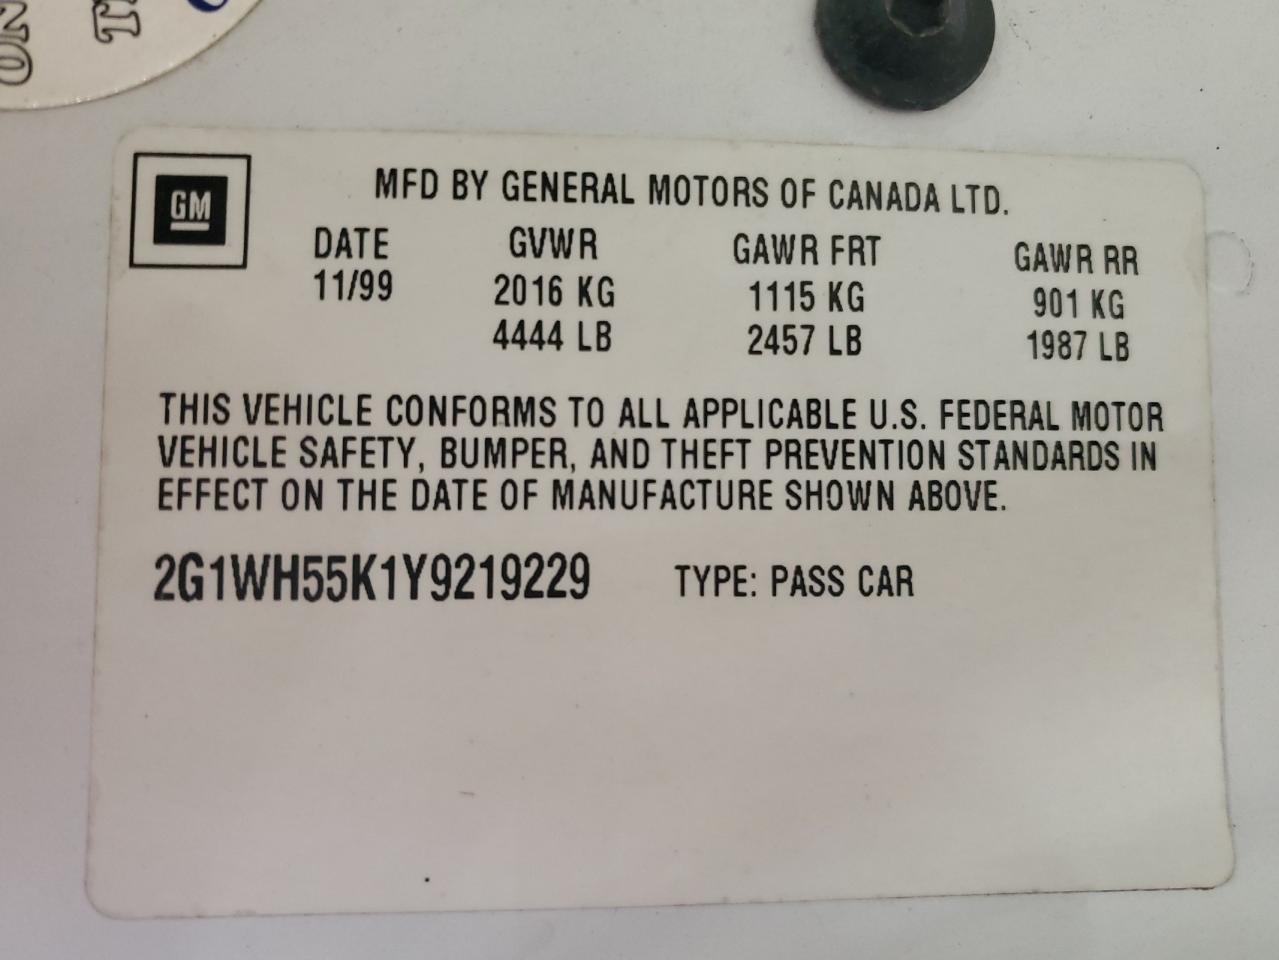 ON
GM
MFD BY GENERAL MOTORS OF CANADA LTD.
DATE GVWR GAWR FRT GAWR RR
11/99 2016 KG 1115 KG 901 KG
4444 LB 2457 LB 1987 LB
THIS VEHICLE CONFORMS TO ALL APPLICABLE U.S. FEDERAL MOTOR
VEHICLE SAFETY, BUMPER, AND THEFT PREVENTION STANDARDS IN
EFFECT ON THE DATE OF MANUFACTURE SHOWN ABOVE.
2G1WH55K1Y9219229 TYPE: PASS CAR